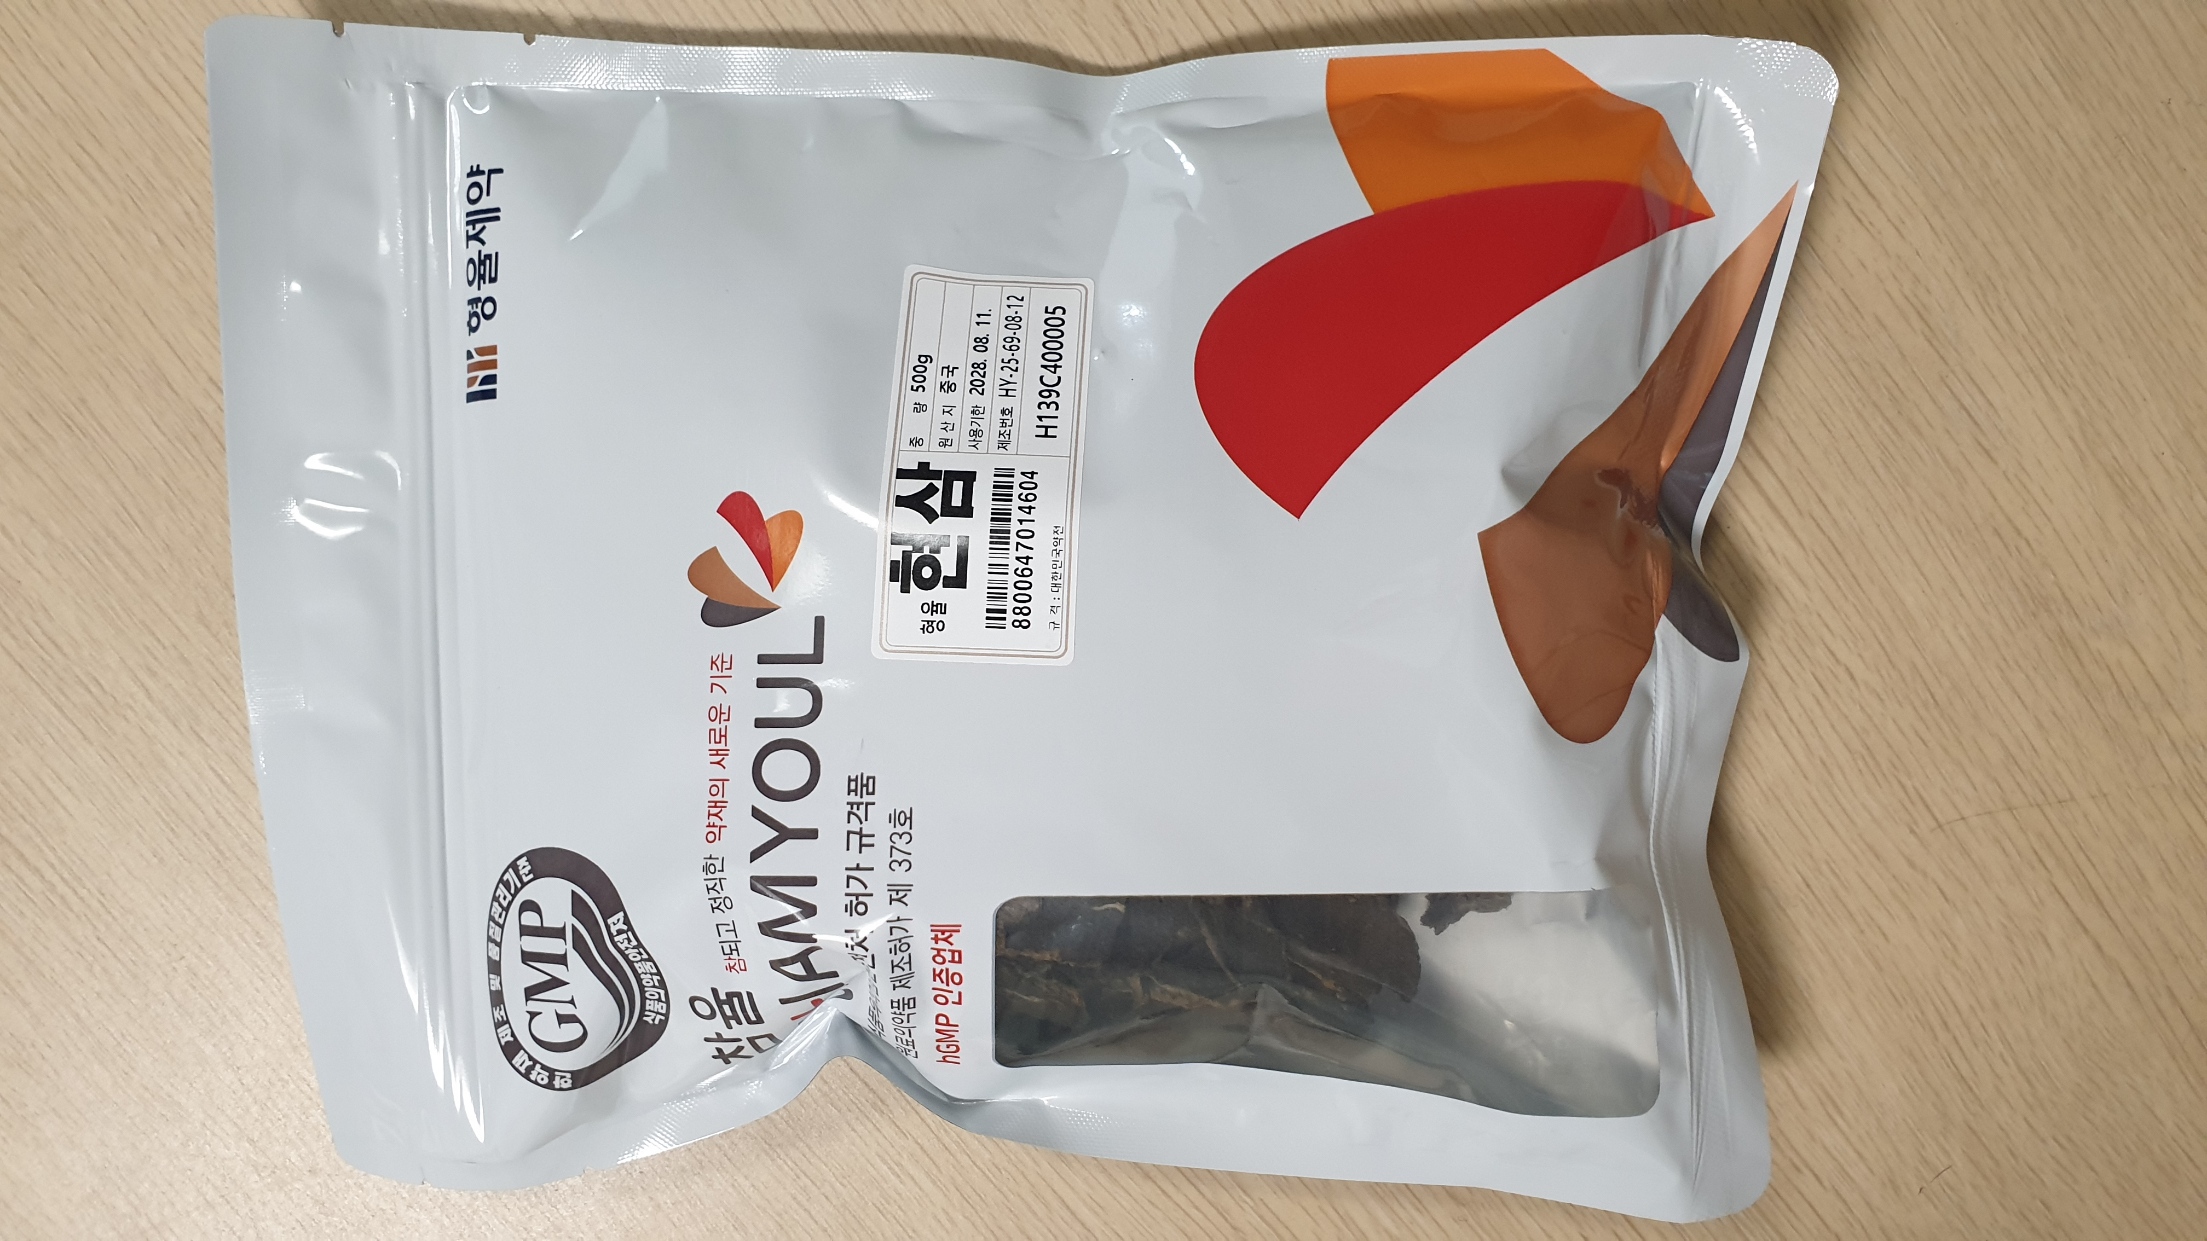 형율제약
한약재 제조 및 품질관리기준
GMP
식품의약품안전처
참율 참되고 정직한 약재의 새로운 기준
HAMYOUL
허가 규격품
원료의약품 제조허가 제 373호
hGMP 인증업체
형율 현삼
8800647014604
규 격 : 대한민국약전
중 량 500g
원 산 지 중국
사용기한 2028. 08. 11.
제조번호 HY-25-69-08-12
H139C400005